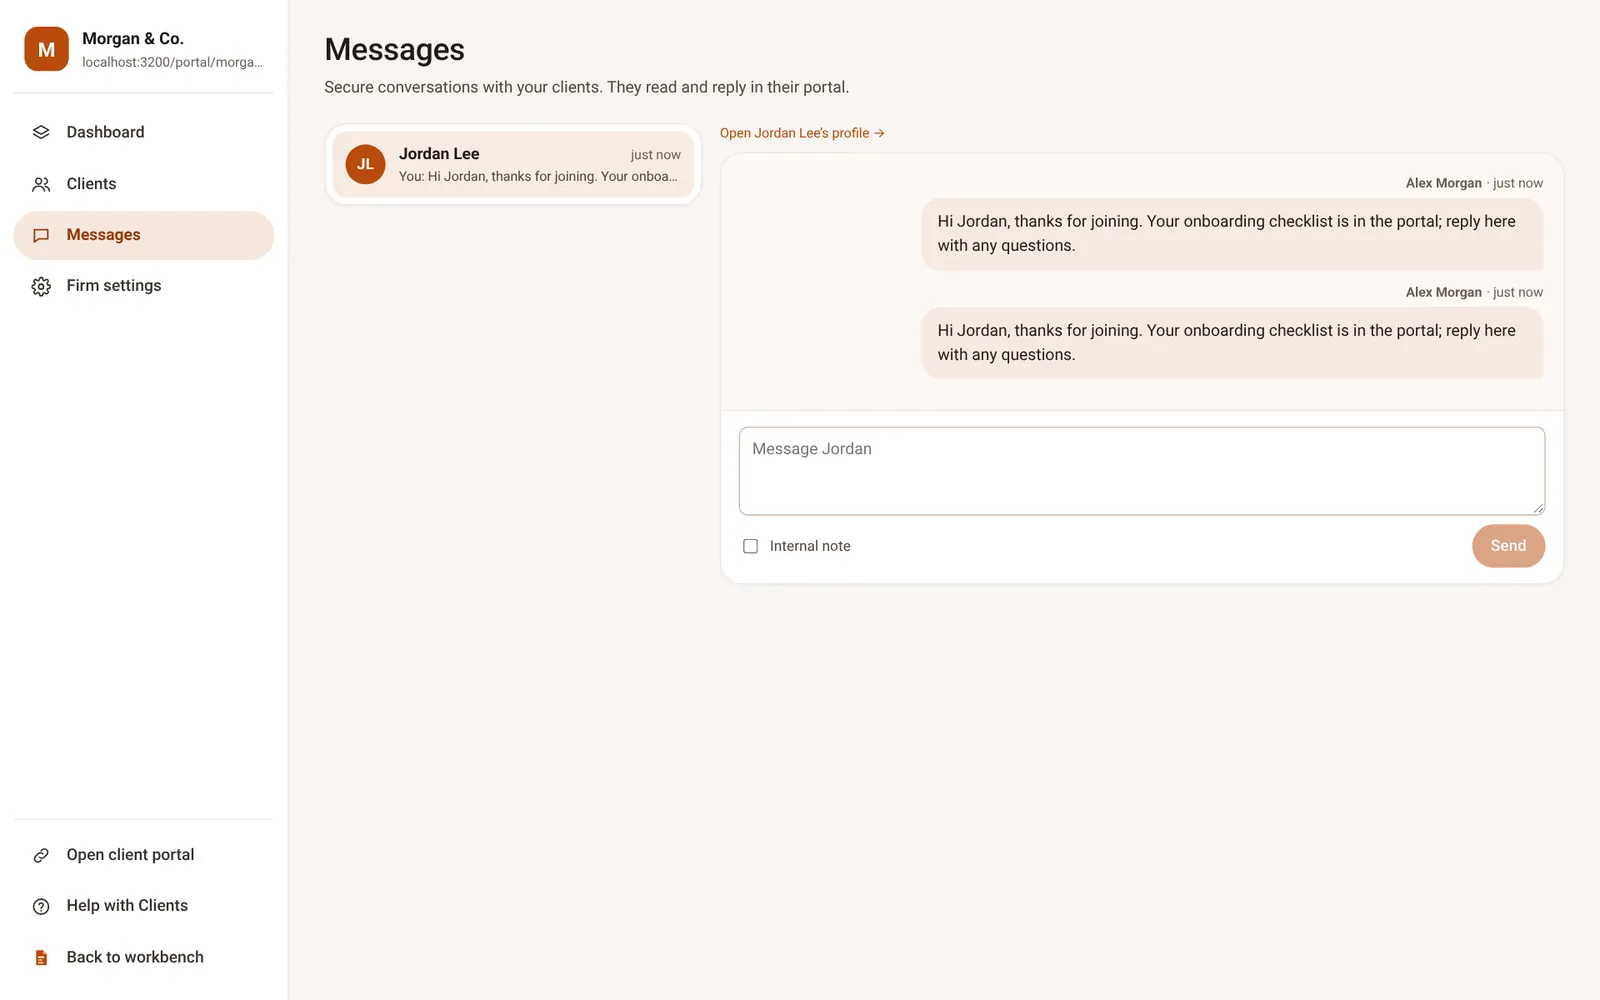 M
Morgan & Co.
localhost:3200/portal/morga...
Dashboard
Clients
Messages
Firm settings
Open client portal
Help with Clients
Back to workbench
Messages
Secure conversations with your clients. They read and reply in their portal.
JL
Jordan Lee
just now
You: Hi Jordan, thanks for joining. Your onboa...
Open Jordan Lee's profile →
Alex Morgan · just now
Hi Jordan, thanks for joining. Your onboarding checklist is in the portal; reply here
with any questions.
Alex Morgan · just now
Hi Jordan, thanks for joining. Your onboarding checklist is in the portal; reply here
with any questions.
Message Jordan
Internal note
Send